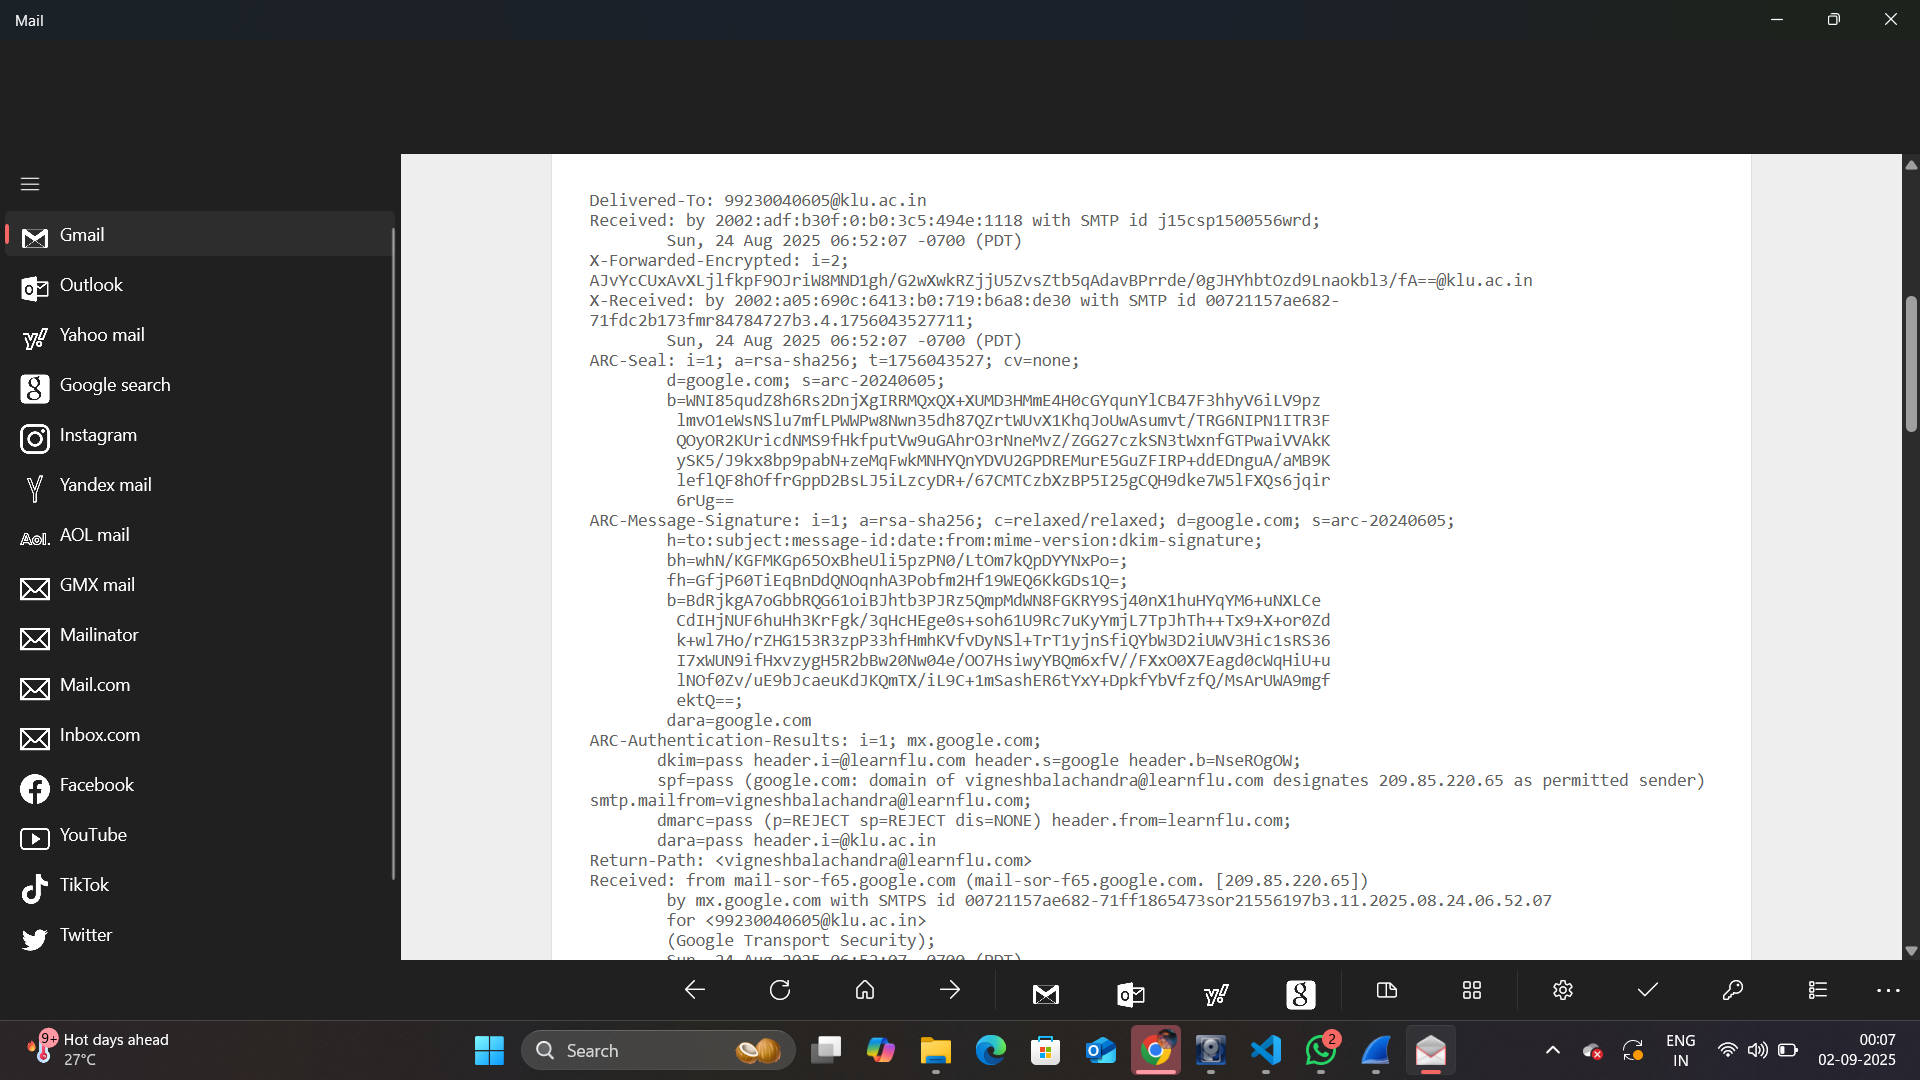 Mail
Gmail
Outlook
Yahoo mail
Google search
Instagram
Yandex mail
AOL mail
GMX mail
Mailinator
Mail.com
Inbox.com
Facebook
YouTube
TikTok
Twitter
Delivered-To: 99230040605@klu.ac.in
Received: by 2002:adf:b30f:0:b0:3c5:494e:1118 with SMTP id j15csp1500556wrd;
Sun, 24 Aug 2025 06:52:07 -0700 (PDT)
X-Forwarded-Encrypted: i=2;
AJvYcCUxAvXLjlfkpF9OJriW8MND1gh/G2wXwkRZjjU5ZvsZtb5qAdavBPrrde/0gJHYhbtOzd9Lnaokbl3/fA==@klu.ac.in
X-Received: by 2002:a05:690c:6413:b0:719:b6a8:de30 with SMTP id 00721157ae682-
71fdc2b173fmr84784727b3.4.1756043527711;
Sun, 24 Aug 2025 06:52:07 -0700 (PDT)
ARC-Seal: i=1; a=rsa-sha256; t=1756043527; cv=none;
d=google.com; s=arc-20240605;
b=WNI85qudZ8h6Rs2DnjXgIRRMQxQX+XUMD3HMmE4H0cGYqunYlCB47F3hhyV6iLV9pz
lmvO1eWsNSlu7mfLPWWPw8Nwn35dh87QZrtWUvX1KhqJoUwAsumvt/TRG6NIPN1ITR3F
QOyOR2KUricdNMS9fHkfputVw9uGAhrO3rNneMvZ/ZGG27czkSN3tWxnfGTPwaiVVAkK
ySK5/J9kx8bp9pabN+zeMqFwkMNHYQnYDVU2GPDREMurE5GuZFIRP+ddEDnguA/aMB9K
leflQF8hOffrGppD2BsLJ5iLzcyDR+/67CMTCzbXzBP5I25gCQH9dke7W5lFXQs6jqir
6rUg==
ARC-Message-Signature: i=1; a=rsa-sha256; c=relaxed/relaxed; d=google.com; s=arc-20240605;
h=to:subject:message-id:date:from:mime-version:dkim-signature;
bh=whN/KGFMKGp65OxBheUli5pzPN0/LtOm7kQpDYYNxPo=;
fh=GfjP60TiEqBnDdQNOqnhA3Pobfm2Hf19WEQ6KkGDs1Q=;
b=BdRjkgA7oGbbRQG61oiBJhtb3PJRz5QmpMdWN8FGKRY9Sj40nX1huHYqYM6+uNXLCe
CdIHjNUF6huHh3KrFgk/3qHcHEge0s+soh61U9Rc7uKyYmjL7TpJhTh++Tx9+X+or0Zd
k+wl7Ho/rZHG153R3zpP33hfHmhKVfvDyNSl+TrT1yjnSfiQYbW3D2iUWV3Hic1sRS36
I7xWUN9ifHxvzygH5R2bBw20Nw04e/OO7HsiwyYBQm6xfV//FXxO0X7Eagd0cWqHiU+u
lNOf0Zv/uE9bJcaeuKdJKQmTX/iL9C+1mSashER6tYxY+DpkfYbVfzfQ/MsArUWA9mgf
ektQ==;
dara=google.com
ARC-Authentication-Results: i=1; mx.google.com;
dkim=pass header.i=@learnflu.com header.s=google header.b=NseROgOW;
spf=pass (google.com: domain of vigneshbalachandra@learnflu.com designates 209.85.220.65 as permitted sender)
smtp.mailfrom=vigneshbalachandra@learnflu.com;
dmarc=pass (p=REJECT sp=REJECT dis=NONE) header.from=learnflu.com;
dara=pass header.i=@klu.ac.in
Return-Path: <vigneshbalachandra@learnflu.com>
Received: from mail-sor-f65.google.com (mail-sor-f65.google.com. [209.85.220.65])
by mx.google.com with SMTPS id 00721157ae682-71ff1865473sor21556197b3.11.2025.08.24.06.52.07
for <99230040605@klu.ac.in>
(Google Transport Security);
Sun, 24 Aug 2025 06:52:07 -0700 (PDT)
9+
Hot days ahead
27°C
Search
2
ENG
IN
00:07
02-09-2025